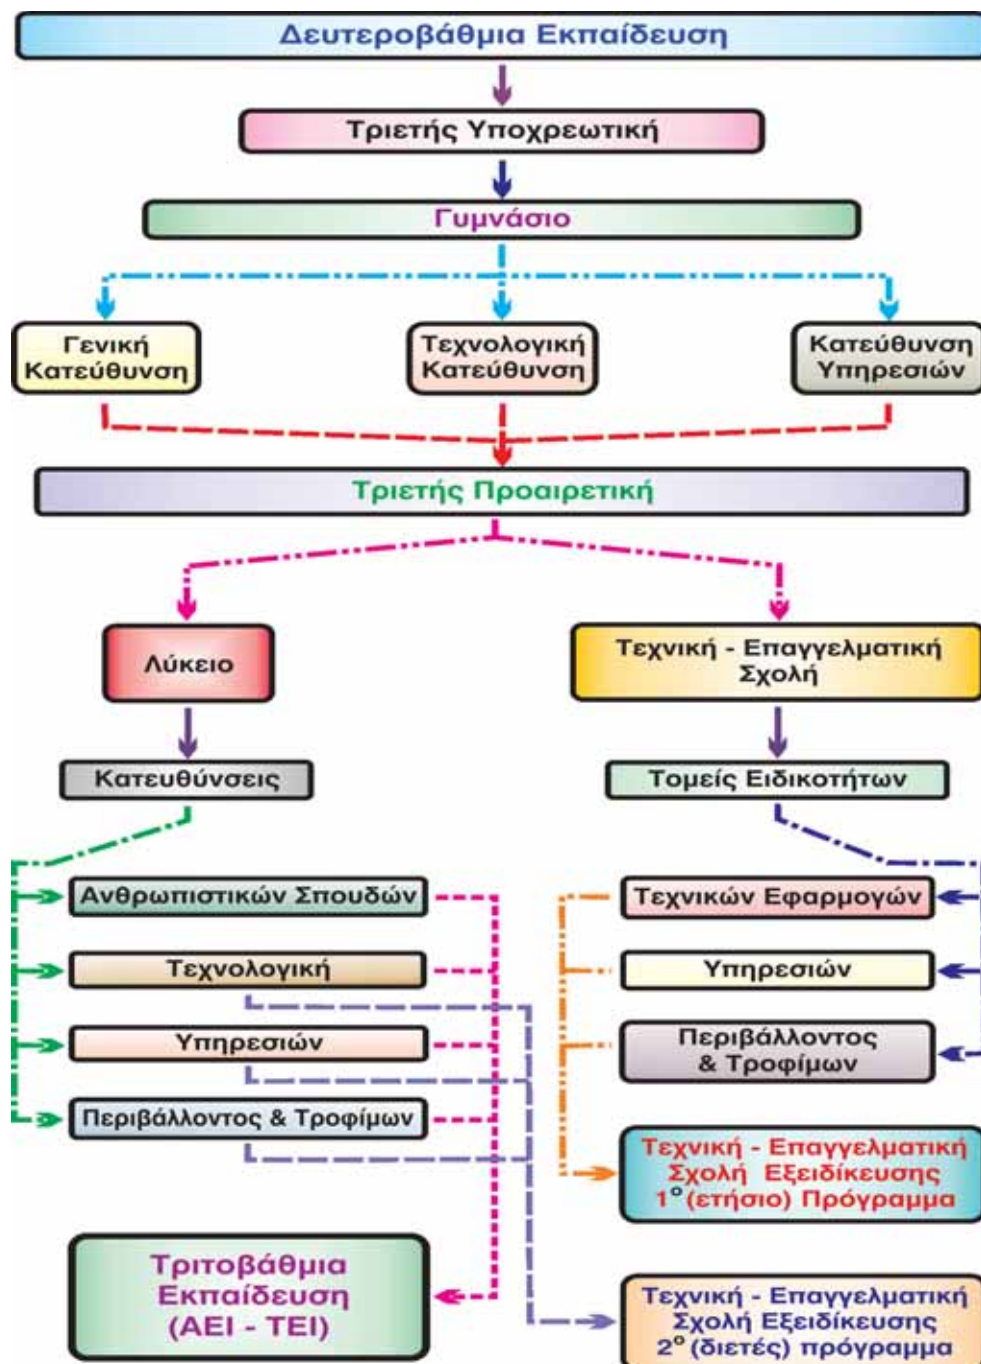 Δευτεροβάθμια Εκπαίδευση
Τριετής Υποχρεωτική
Γυμνάσιο
Γενική
Κατεύθυνση
Τεχνολογική
Κατεύθυνση
Κατεύθυνση
Υπηρεσιών
Τριετής Προαιρετική
Λύκειο
Τεχνική - Επαγγελματική
Σχολή
Κατευθύνσεις
Τομείς Ειδικοτήτων
Ανθρωπιστικών Σπουδών
Τεχνολογική
Υπηρεσιών
Περιβάλλοντος & Τροφίμων
Τεχνικών Εφαρμογών
Υπηρεσιών
Περιβάλλοντος
& Τροφίμων
Τεχνική - Επαγγελματική
Σχολή Εξειδίκευσης
1ο (ετήσιο) Πρόγραμμα
Τριτοβάθμια
Εκπαίδευση
(ΑΕΙ - ΤΕΙ)
Τεχνική - Επαγγελματική
Σχολή Εξειδίκευσης
2ο (διετές) πρόγραμμα